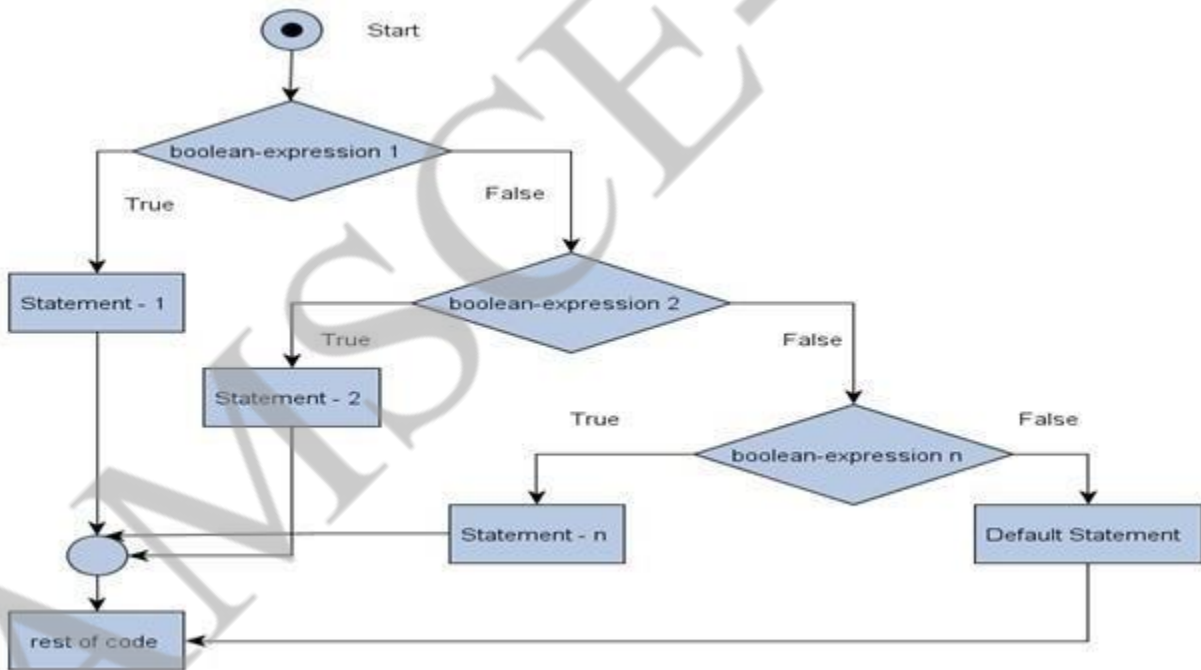 Start
boolean-expression 1
True
False
Statement - 1
boolean-expression 2
True
False
Statement - 2
True
False
boolean-expression n
Statement - n
Default Statement
rest of code
AMSCE-